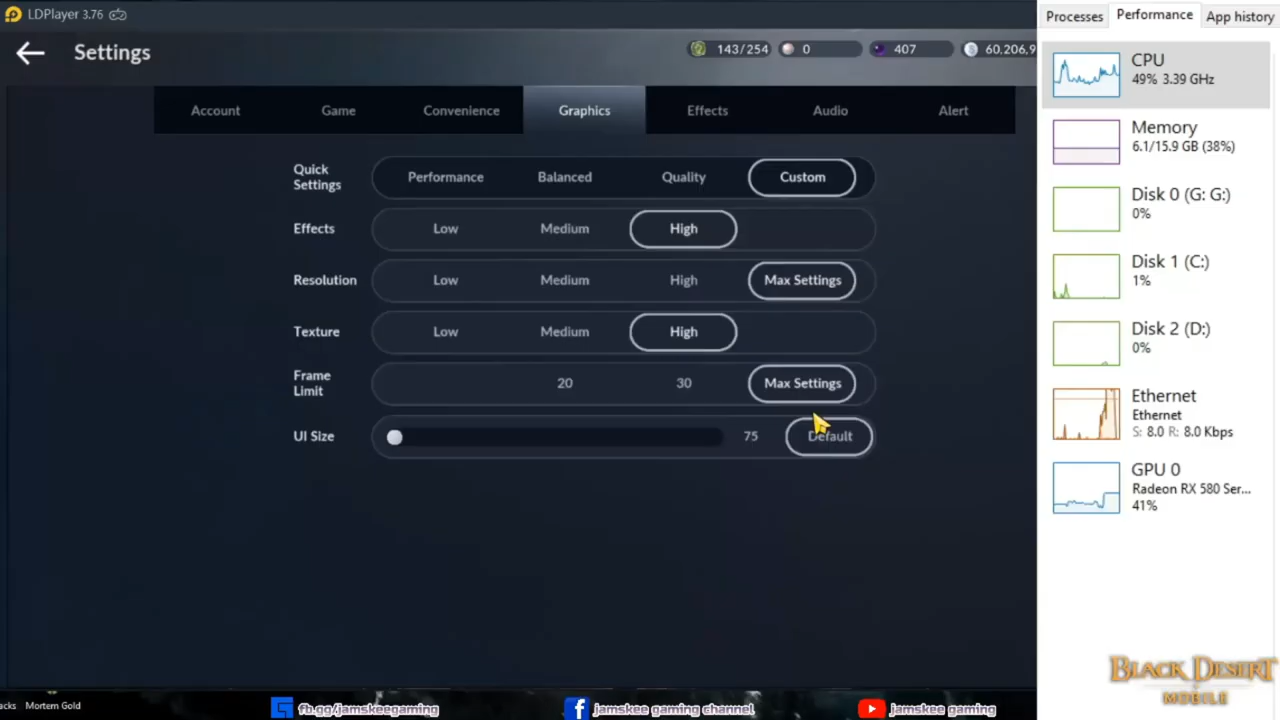 LDPlayer 3.76
Processes
Performance
App history
Settings
143/254
0
407
60,206,9
Account
Game
Convenience
Graphics
Effects
Audio
Alert
Quick
Settings
Performance
Balanced
Quality
Custom
Effects
Low
Medium
High
Resolution
Low
Medium
High
Max Settings
Texture
Low
Medium
High
Frame
Limit
20
30
Max Settings
UI Size
75
Default
CPU
49% 3.39 GHz
Memory
6.1/15.9 GB (38%)
Disk 0 (G: G:)
0%
Disk 1 (C:)
1%
Disk 2 (D:)
0%
Ethernet
Ethernet
S: 8.0 R: 8.0 Kbps
GPU 0
Radeon RX 580 Ser...
41%
BLACK DESERT
MOBILE
acks
Mortem Gold
fb.gg/jamskeegaming
jamskee gaming channel
jamskee gaming